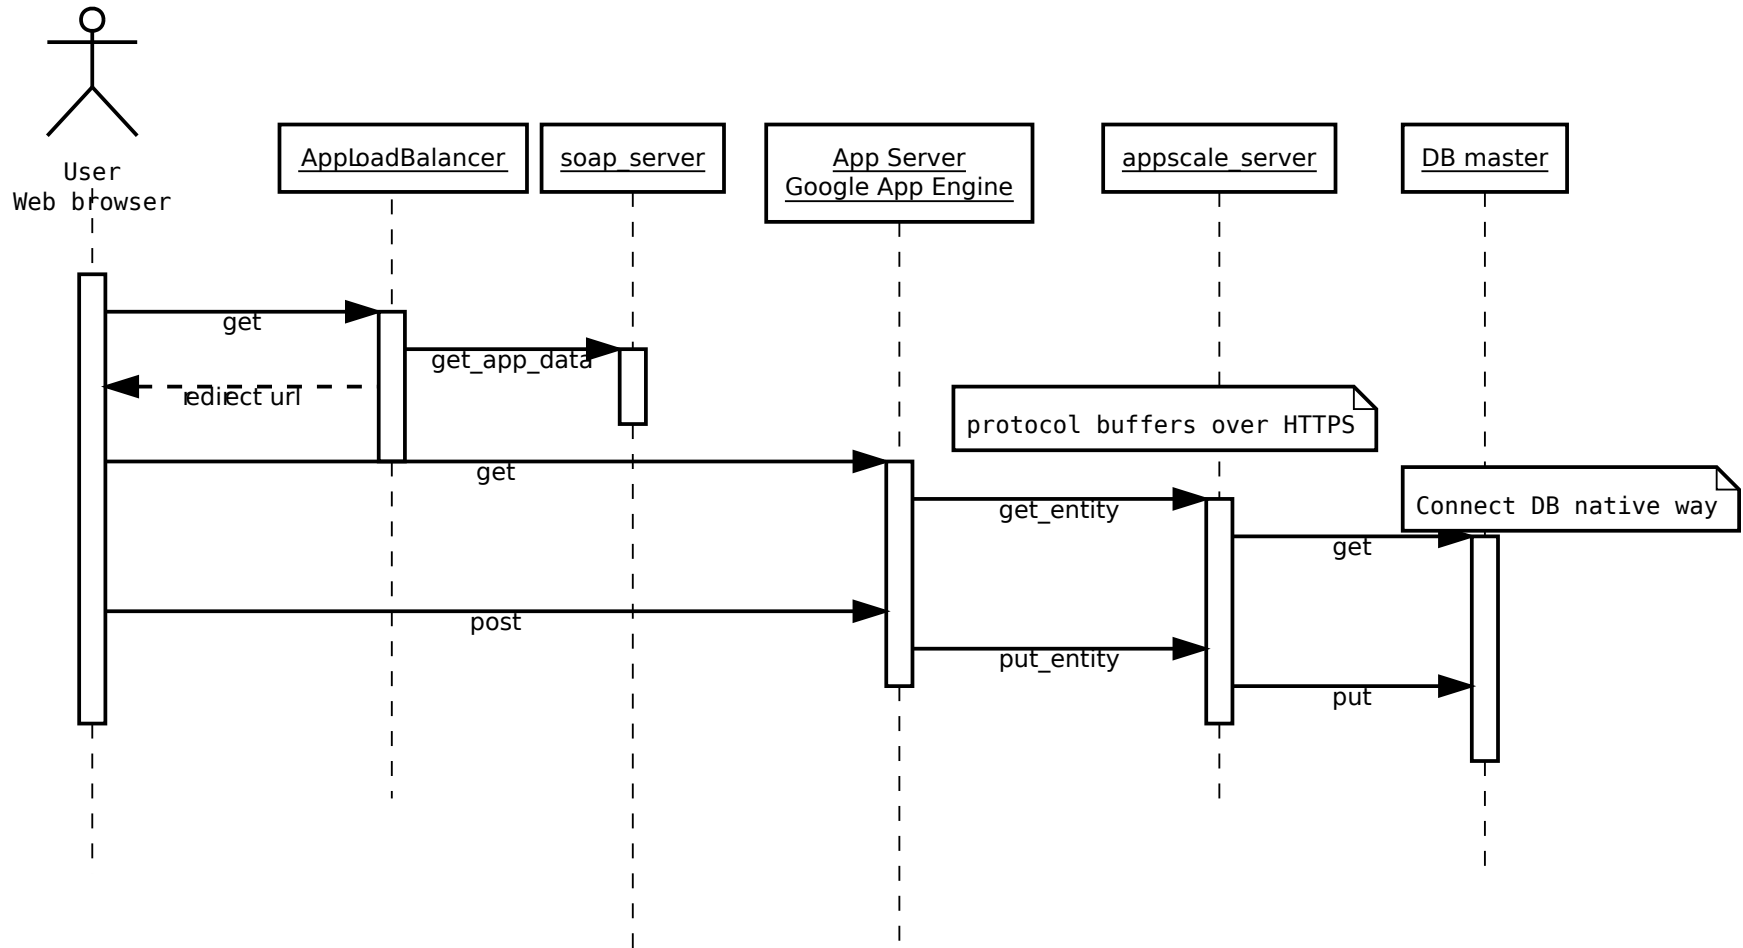 User
Web browser
AppLoadBalancer
soap_server
App Server
Google App Engine
appscale_server
DB master
get
get_app_data
redirect url
protocol buffers over HTTPS
get
Connect DB native way
get_entity
get
post
put_entity
put